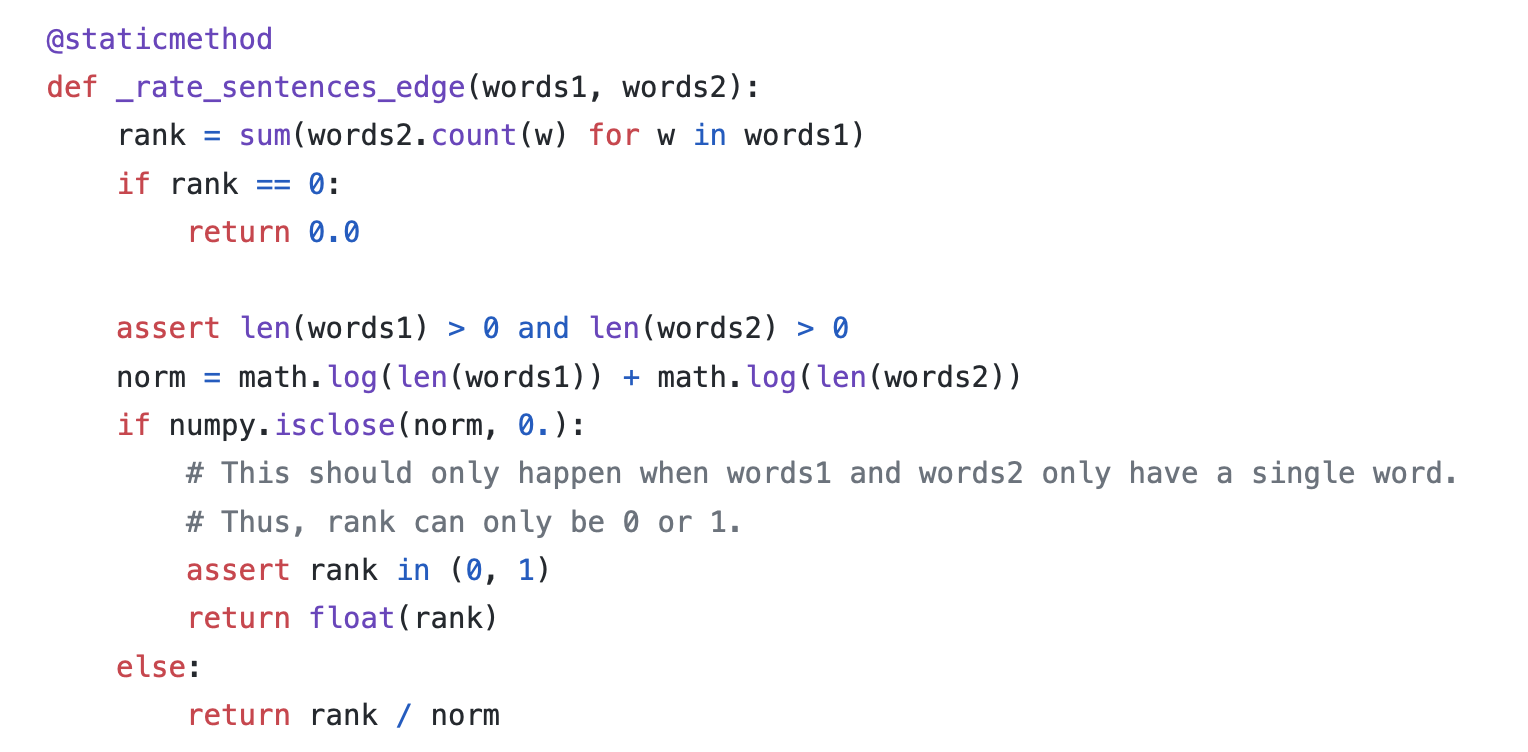 @staticmethod
def _rate_sentences_edge(words1, words2):
    rank = sum(words2.count(w) for w in words1)
    if rank == 0:
        return 0.0

    assert len(words1) > 0 and len(words2) > 0
    norm = math.log(len(words1)) + math.log(len(words2))
    if numpy.isclose(norm, 0.):
        # This should only happen when words1 and words2 only have a single word.
        # Thus, rank can only be 0 or 1.
        assert rank in (0, 1)
        return float(rank)
    else:
        return rank / norm